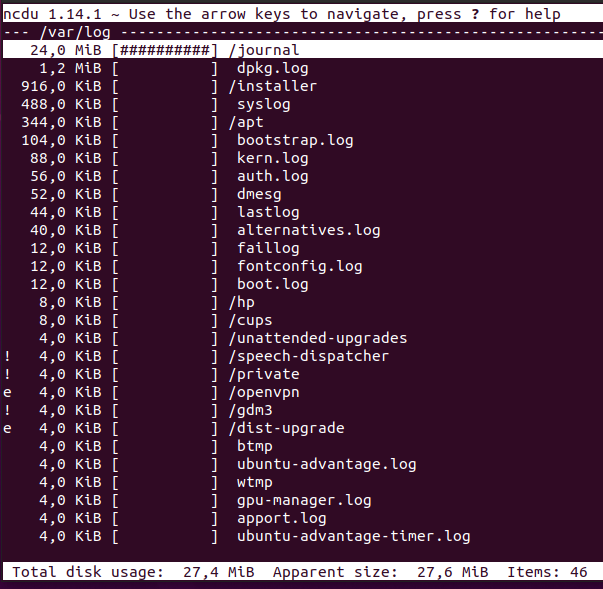 ncdu 1.14.1 ~ Use the arrow keys to navigate, press ? for help
--- /var/log ---------------------------------------------------------
   24,0 MiB [##########] /journal
    1,2 MiB [          ]  dpkg.log
  916,0 KiB [          ] /installer
  488,0 KiB [          ]  syslog
  344,0 KiB [          ] /apt
  104,0 KiB [          ]  bootstrap.log
   88,0 KiB [          ]  kern.log
   56,0 KiB [          ]  auth.log
   52,0 KiB [          ]  dmesg
   44,0 KiB [          ]  lastlog
   40,0 KiB [          ]  alternatives.log
   12,0 KiB [          ]  faillog
   12,0 KiB [          ]  fontconfig.log
   12,0 KiB [          ]  boot.log
    8,0 KiB [          ] /hp
    8,0 KiB [          ] /cups
    4,0 KiB [          ] /unattended-upgrades
!   4,0 KiB [          ] /speech-dispatcher
!   4,0 KiB [          ] /private
e   4,0 KiB [          ] /openvpn
!   4,0 KiB [          ] /gdm3
e   4,0 KiB [          ] /dist-upgrade
    4,0 KiB [          ]  btmp
    4,0 KiB [          ]  ubuntu-advantage.log
    4,0 KiB [          ]  wtmp
    4,0 KiB [          ]  gpu-manager.log
    4,0 KiB [          ]  apport.log
    4,0 KiB [          ]  ubuntu-advantage-timer.log
 Total disk usage:  27,4 MiB  Apparent size:  27,6 MiB  Items: 46